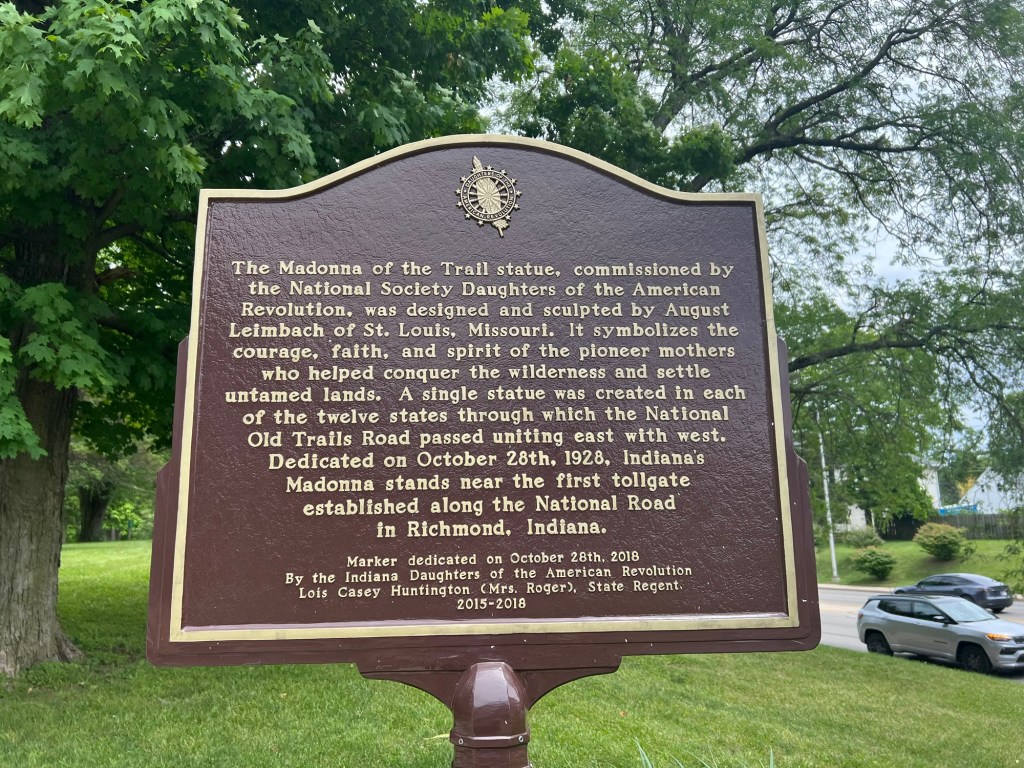 The Madonna of the Trail statue, commissioned by
the National Society Daughters of the American
Revolution, was designed and sculpted by August
Leimbach of St. Louis, Missouri. It symbolizes the
courage, faith, and spirit of the pioneer mothers
who helped conquer the wilderness and settle
untamed lands. A single statue was created in each
of the twelve states through which the National
Old Trails Road passed uniting east with west.
Dedicated on October 28th, 1928, Indiana's
Madonna stands near the first tollgate
established along the National Road
in Richmond, Indiana.
Marker dedicated on October 28th, 2018
By the Indiana Daughters of the American Revolution
Lois Casey Huntington (Mrs. Roger), State Regent.
2015-2018